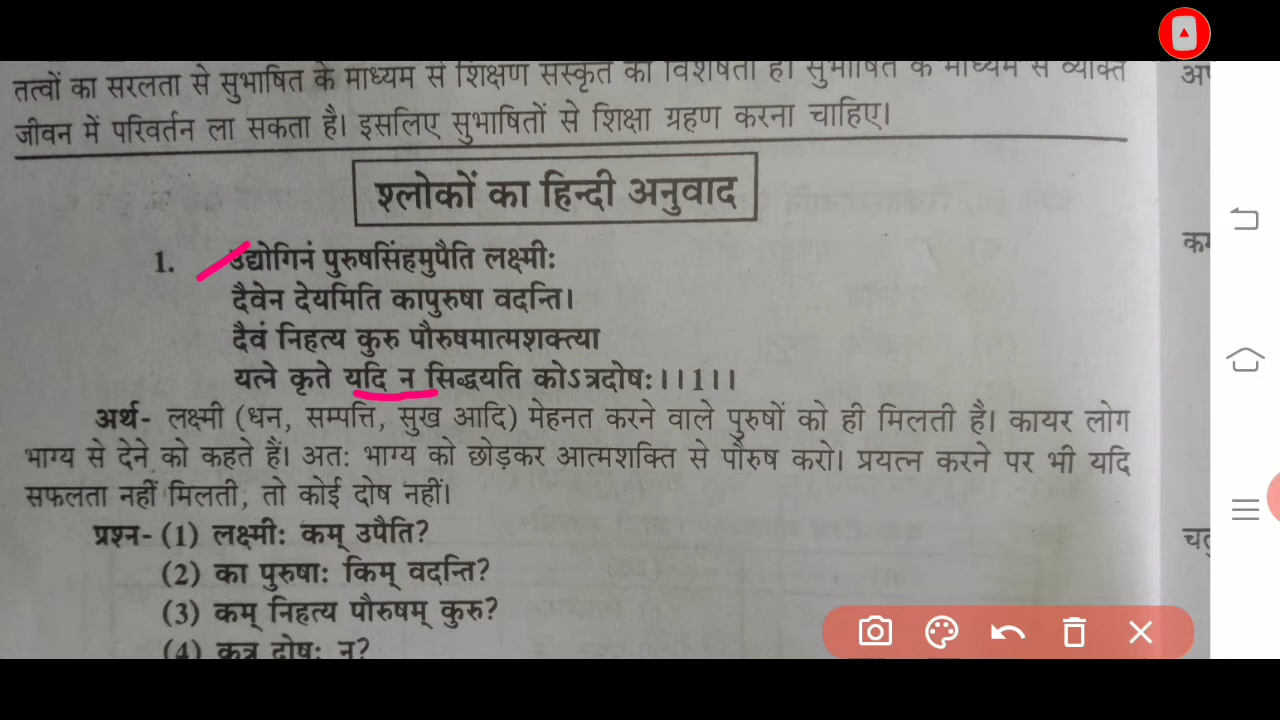 तत्वों का सरलता से सुभाषित के माध्यम से शिक्षण संस्कृत की विशेषता है। सुभाषित के माध्यम से व्यक्ति
जीवन में परिवर्तन ला सकता है। इसलिए सुभाषितों से शिक्षा ग्रहण करना चाहिए।
श्लोकों का हिन्दी अनुवाद
1. उद्योगिनं पुरुषसिंहमुपैति लक्ष्मीः
दैवेन देयमिति कापुरुषा वदन्ति।
दैवं निहत्य कुरु पौरुषमात्मशक्त्या
यत्ने कृते यदि न सिद्धयति कोऽत्रदोषः।।1।।
अर्थ- लक्ष्मी (धन, सम्पत्ति, सुख आदि) मेहनत करने वाले पुरुषों को ही मिलती है। कायर लोग
भाग्य से देने को कहते हैं। अतः भाग्य को छोड़कर आत्मशक्ति से पौरुष करो। प्रयत्न करने पर भी यदि
सफलता नहीं मिलती, तो कोई दोष नहीं।
प्रश्न- (1) लक्ष्मीः कम् उपैति?
(2) का पुरुषाः किम् वदन्ति?
(3) कम् निहत्य पौरुषम् कुरु?
(4) कुत्र दोषः न?